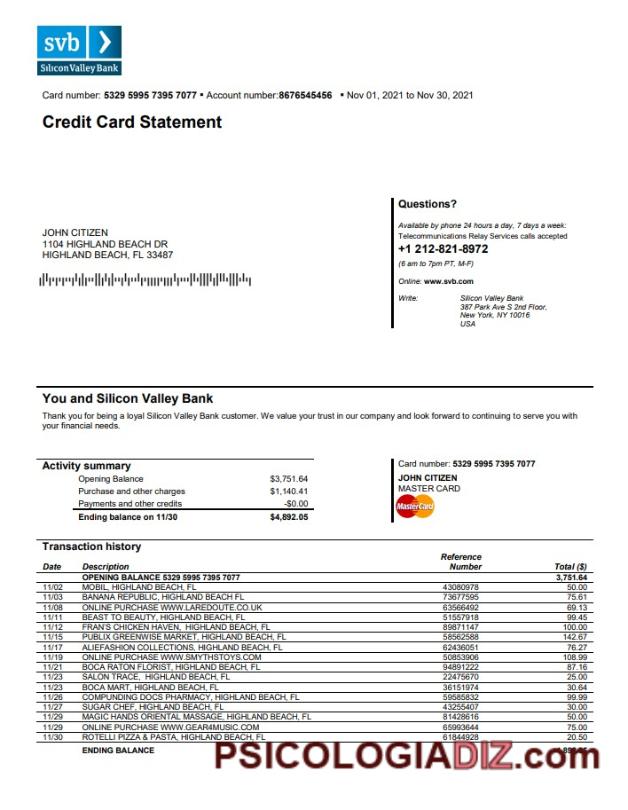 svb
Silicon Valley Bank
Card number: 5329 5995 7395 7077 ▪ Account number:8676545456 ▪ Nov 01, 2021 to Nov 30, 2021
Credit Card Statement
JOHN CITIZEN
1104 HIGHLAND BEACH DR
HIGHLAND BEACH, FL 33487
Questions?
Available by phone 24 hours a day, 7 days a week:
Telecommunications Relay Services calls accepted
+1 212-821-8972
(6 am to 7pm PT, M-F)
Online: www.svb.com
Write: Silicon Valley Bank
387 Park Ave S 2nd Floor,
New York, NY 10016
USA
You and Silicon Valley Bank
Thank you for being a loyal Silicon Valley Bank customer. We value your trust in our company and look forward to continuing to serve you with
your financial needs.
Activity summary
Opening Balance $3,751.64
Purchase and other charges $1,140.41
Payments and other credits -$0.00
Ending balance on 11/30 $4,892.05
Card number: 5329 5995 7395 7077
JOHN CITIZEN
MASTER CARD
MasterCard
Transaction history
Date Description Reference Number Total ($)
OPENING BALANCE 5329 5995 7395 7077 3,751.64
11/02 MOBIL, HIGHLAND BEACH, FL 43080978 50.00
11/03 BANANA REPUBLIC, HIGHLAND BEACH FL 73677595 75.61
11/08 ONLINE PURCHASE WWW.LAREDOUTE.CO.UK 63566492 69.13
11/11 BEAST TO BEAUTY, HIGHLAND BEACH, FL 51557918 99.45
11/12 FRAN'S CHICKEN HAVEN, HIGHLAND BEACH, FL 89871147 100.00
11/15 PUBLIX GREENWISE MARKET, HIGHLAND BEACH, FL 58562588 142.67
11/17 ALIEFASHION COLLECTIONS, HIGHLAND BEACH, FL 62436051 76.27
11/19 ONLINE PURCHASE WWW.SMYTHSTOYS.COM 50853906 108.99
11/21 BOCA RATON FLORIST, HIGHLAND BEACH, FL 94891222 87.16
11/23 SALON TRACE, HIGHLAND BEACH, FL 22475670 25.00
11/23 BOCA MART, HIGHLAND BEACH, FL 36151974 30.64
11/26 COMPUNDING DOCS PHARMACY, HIGHLAND BEACH, FL 59585832 99.99
11/27 SUGAR CHEF, HIGHLAND BEACH, FL 43255407 30.00
11/29 MAGIC HANDS ORIENTAL MASSAGE, HIGHLAND BEACH, FL 81428616 50.00
11/29 ONLINE PURCHASE WWW.GEAR4MUSIC.COM 65993644 75.00
11/30 ROTELLI PIZZA & PASTA, HIGHLAND BEACH, FL 61844928 20.50
ENDING BALANCE
PSICOLOGIADIZ.com